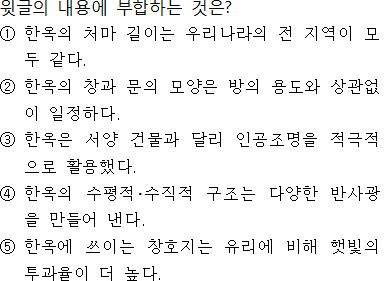 윗글의 내용에 부합하는 것은?
① 한옥의 처마 길이는 우리나라의 전 지역이 모
두 같다.
② 한옥의 창과 문의 모양은 방의 용도와 상관없
이 일정하다.
③ 한옥은 서양 건물과 달리 인공조명을 적극적
으로 활용했다.
④ 한옥의 수평적·수직적 구조는 다양한 반사광
을 만들어 낸다.
⑤ 한옥에 쓰이는 창호지는 유리에 비해 햇빛의
투과율이 더 높다.